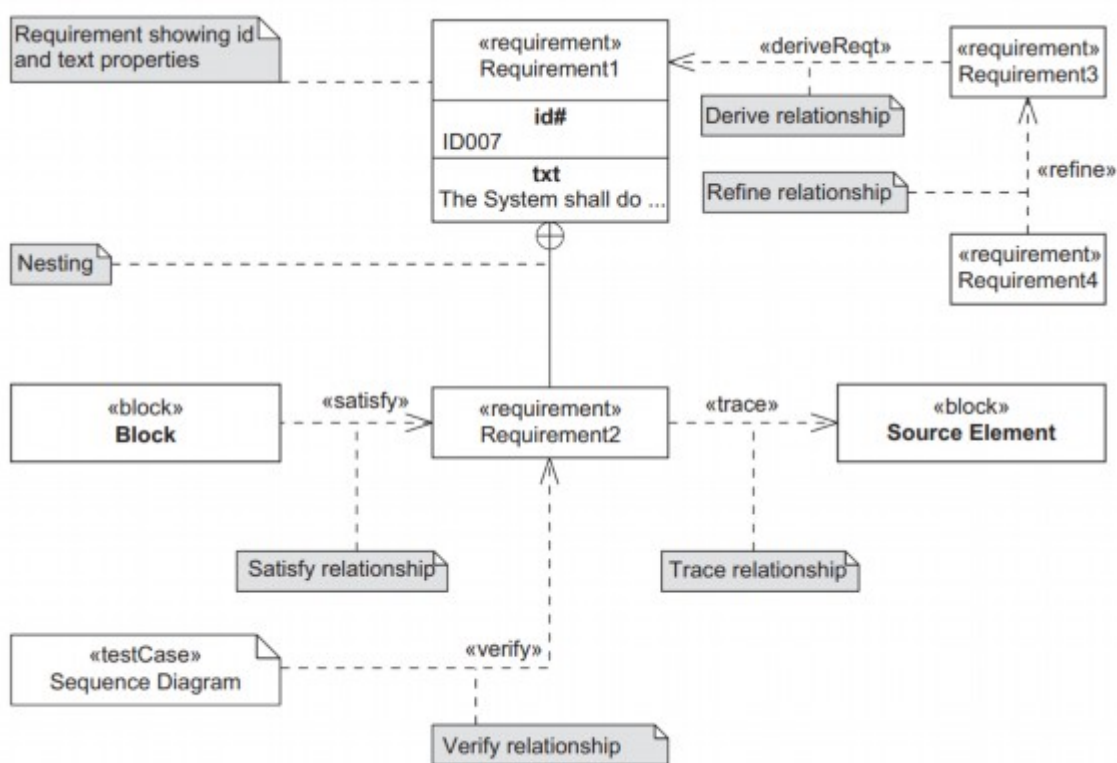 Requirement showing id
and text properties
«requirement»
Requirement1
id#
ID007
txt
The System shall do ...
«deriveReqt»
Derive relationship
«requirement»
Requirement3
«refine»
Refine relationship
«requirement»
Requirement4
Nesting
«block»
Block
«satisfy»
«requirement»
Requirement2
«trace»
«block»
Source Element
Satisfy relationship
Trace relationship
«testCase»
Sequence Diagram
«verify»
Verify relationship